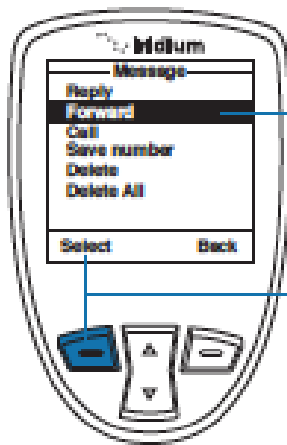 Iridium
Message
Reply
Forward
Call
Save number
Delete
Delete All
Select Back